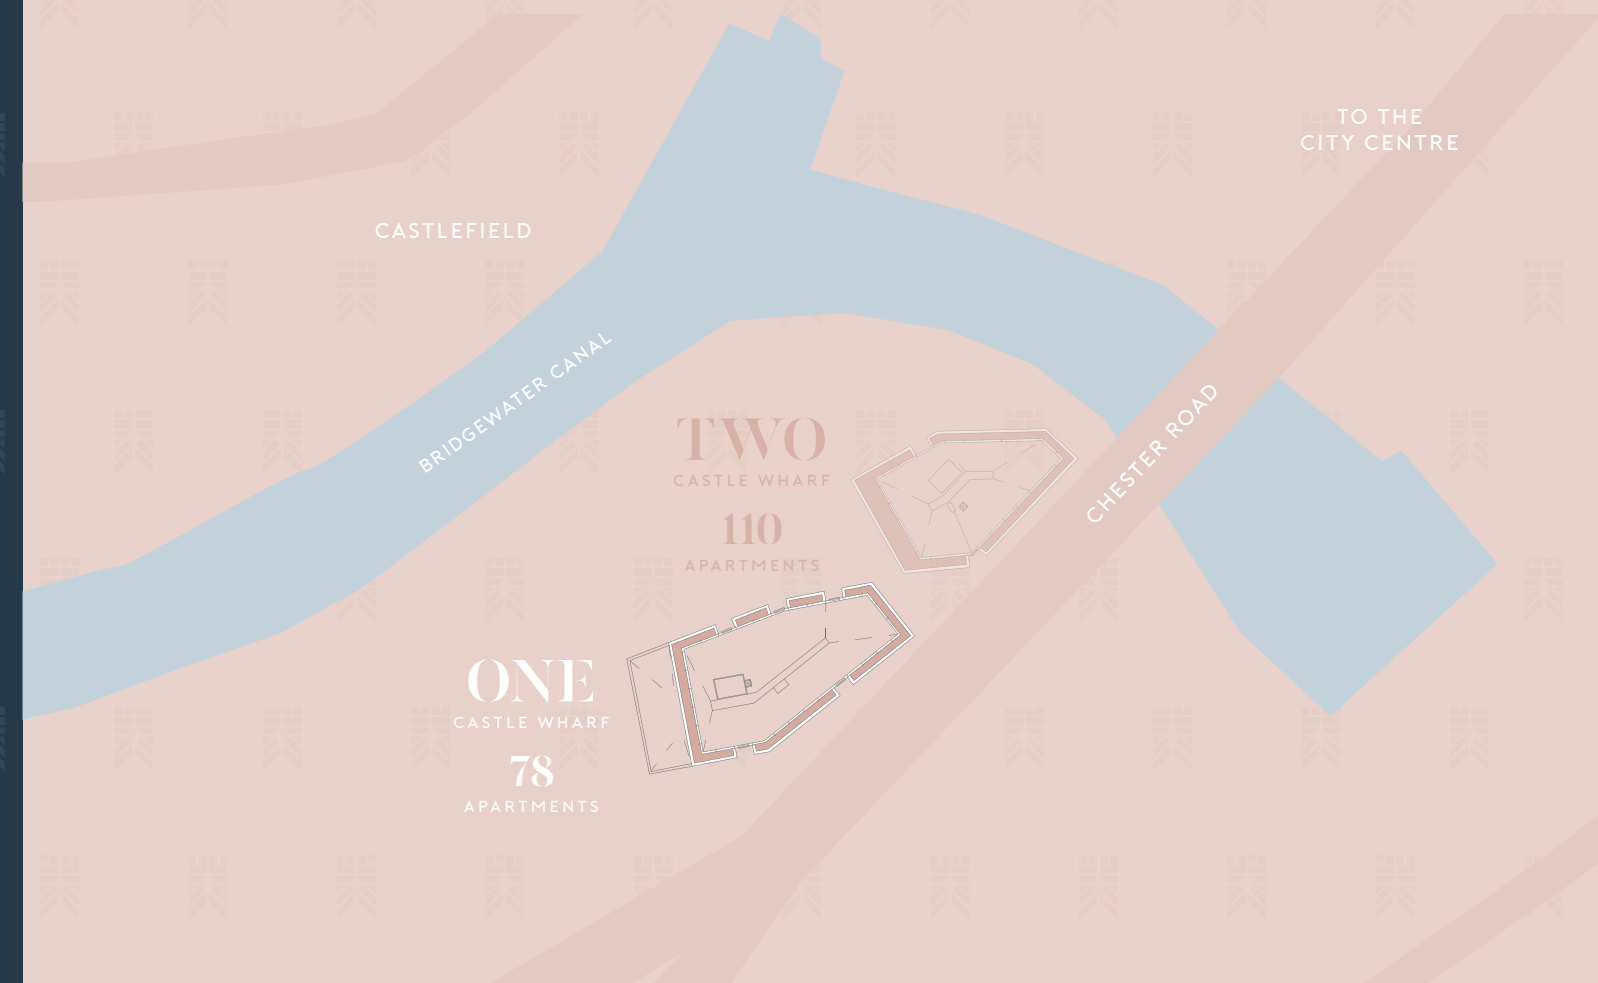 TO THE
CITY CENTRE
CASTLEFIELD
BRIDGEWATER CANAL
CHESTER ROAD
TWO
CASTLE WHARF
110
APARTMENTS
ONE
CASTLE WHARF
78
APARTMENTS